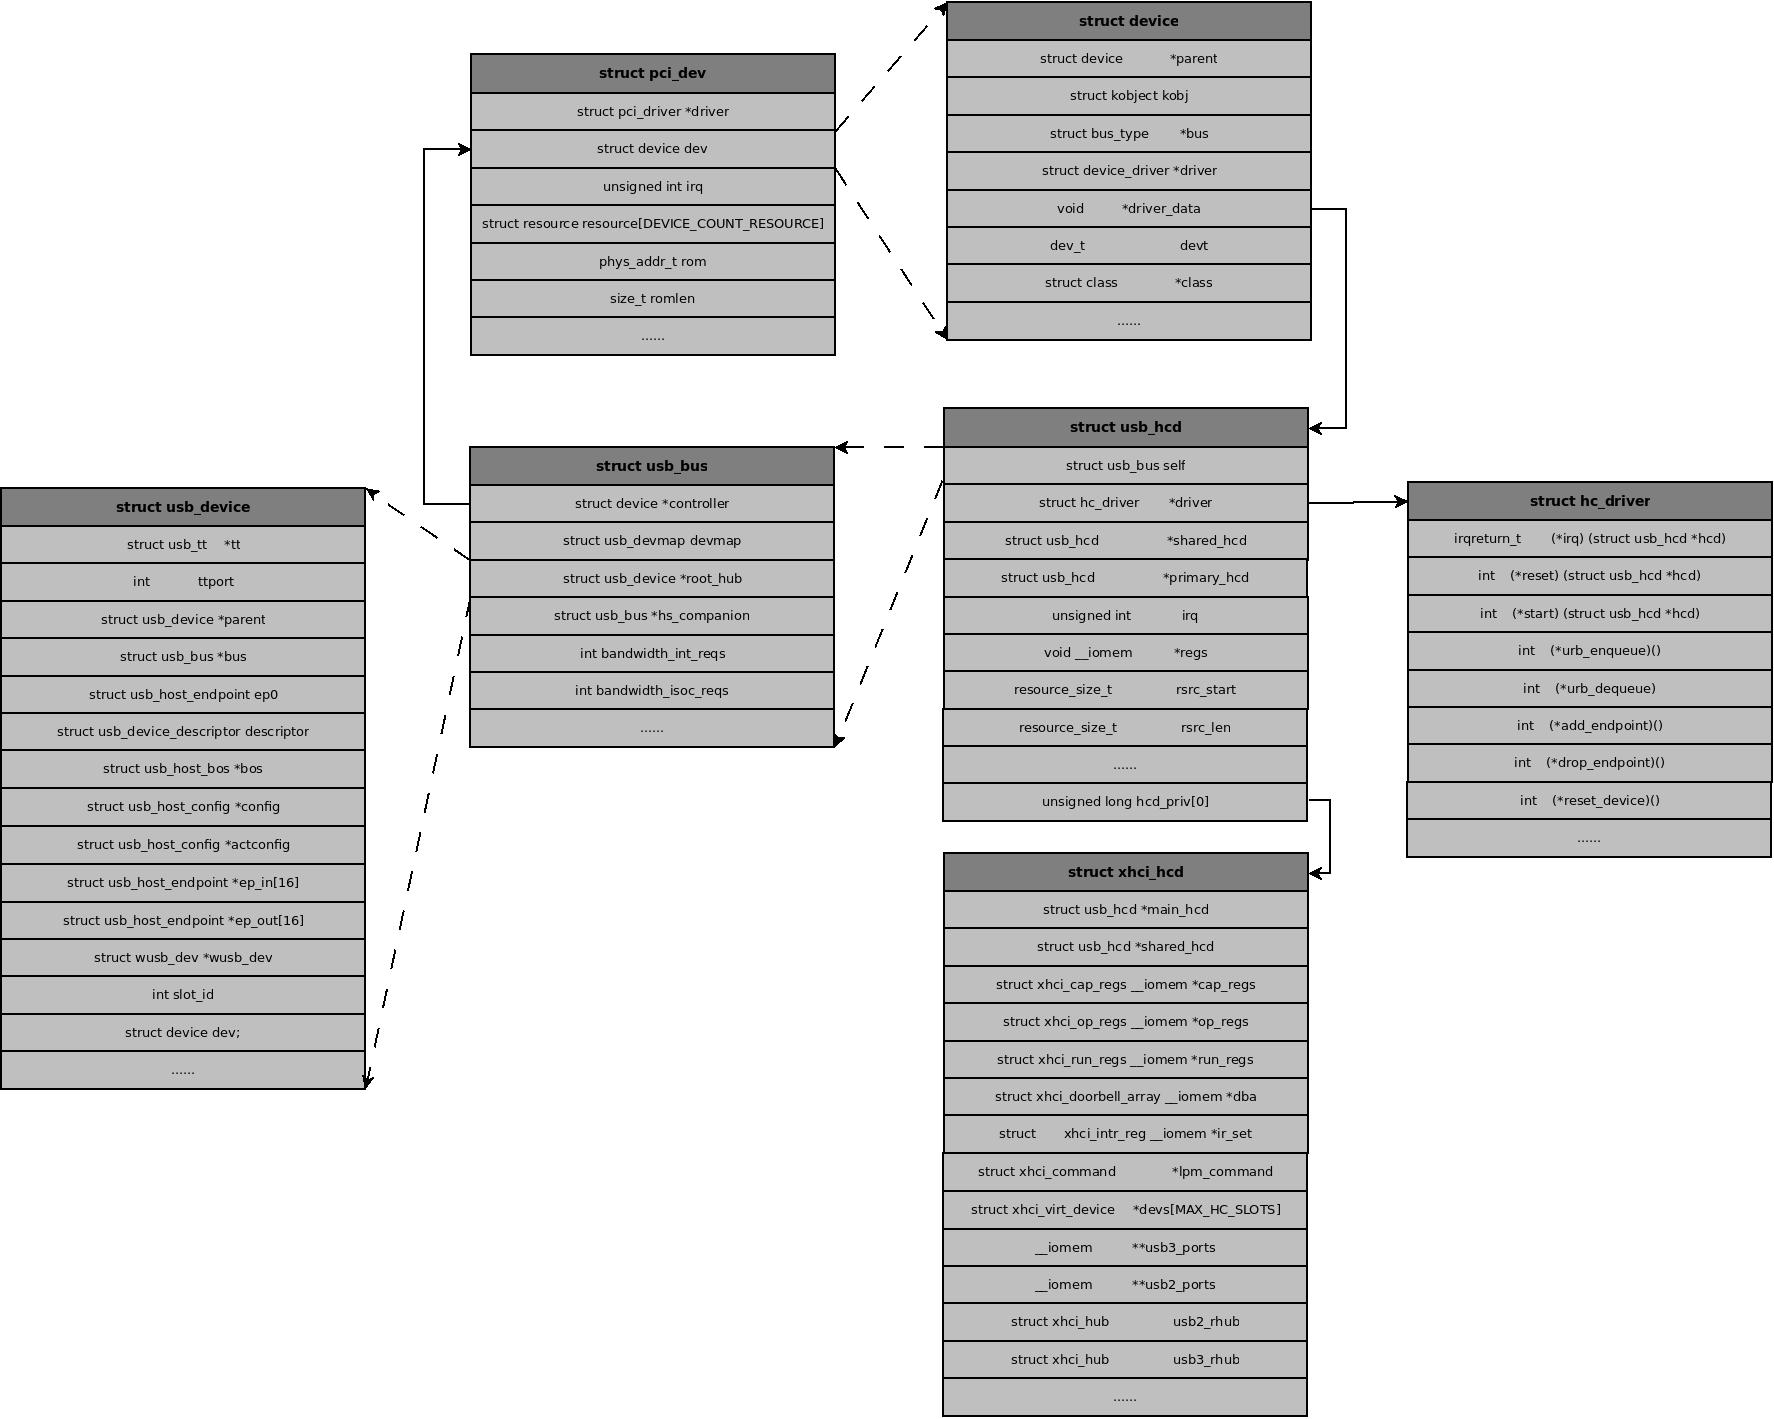 struct pci_dev
struct pci_driver *driver
struct device dev
unsigned int irq
struct resource resource[DEVICE_COUNT_RESOURCE]
phys_addr_t rom
size_t romlen
......
struct device
struct device *parent
struct kobject kobj
struct bus_type *bus
struct device_driver *driver
void *driver_data
dev_t devt
struct class *class
......
struct usb_device
struct usb_tt *tt
int ttport
struct usb_device *parent
struct usb_bus *bus
struct usb_host_endpoint ep0
struct usb_device_descriptor descriptor
struct usb_host_bos *bos
struct usb_host_config *config
struct usb_host_config *actconfig
struct usb_host_endpoint *ep_in[16]
struct usb_host_endpoint *ep_out[16]
struct wusb_dev *wusb_dev
int slot_id
struct device dev;
......
struct usb_bus
struct device *controller
struct usb_devmap devmap
struct usb_device *root_hub
struct usb_bus *hs_companion
int bandwidth_int_reqs
int bandwidth_isoc_reqs
......
struct usb_hcd
struct usb_bus self
struct hc_driver *driver
struct usb_hcd *shared_hcd
struct usb_hcd *primary_hcd
unsigned int irq
void __iomem *regs
resource_size_t rsrc_start
resource_size_t rsrc_len
......
unsigned long hcd_priv[0]
struct hc_driver
irqreturn_t (*irq) (struct usb_hcd *hcd)
int (*reset) (struct usb_hcd *hcd)
int (*start) (struct usb_hcd *hcd)
int (*urb_enqueue)()
int (*urb_dequeue)
int (*add_endpoint)()
int (*drop_endpoint)()
int (*reset_device)()
......
struct xhci_hcd
struct usb_hcd *main_hcd
struct usb_hcd *shared_hcd
struct xhci_cap_regs __iomem *cap_regs
struct xhci_op_regs __iomem *op_regs
struct xhci_run_regs __iomem *run_regs
struct xhci_doorbell_array __iomem *dba
struct xhci_intr_reg __iomem *ir_set
struct xhci_command *lpm_command
struct xhci_virt_device *devs[MAX_HC_SLOTS]
__iomem **usb3_ports
__iomem **usb2_ports
struct xhci_hub usb2_rhub
struct xhci_hub usb3_rhub
......